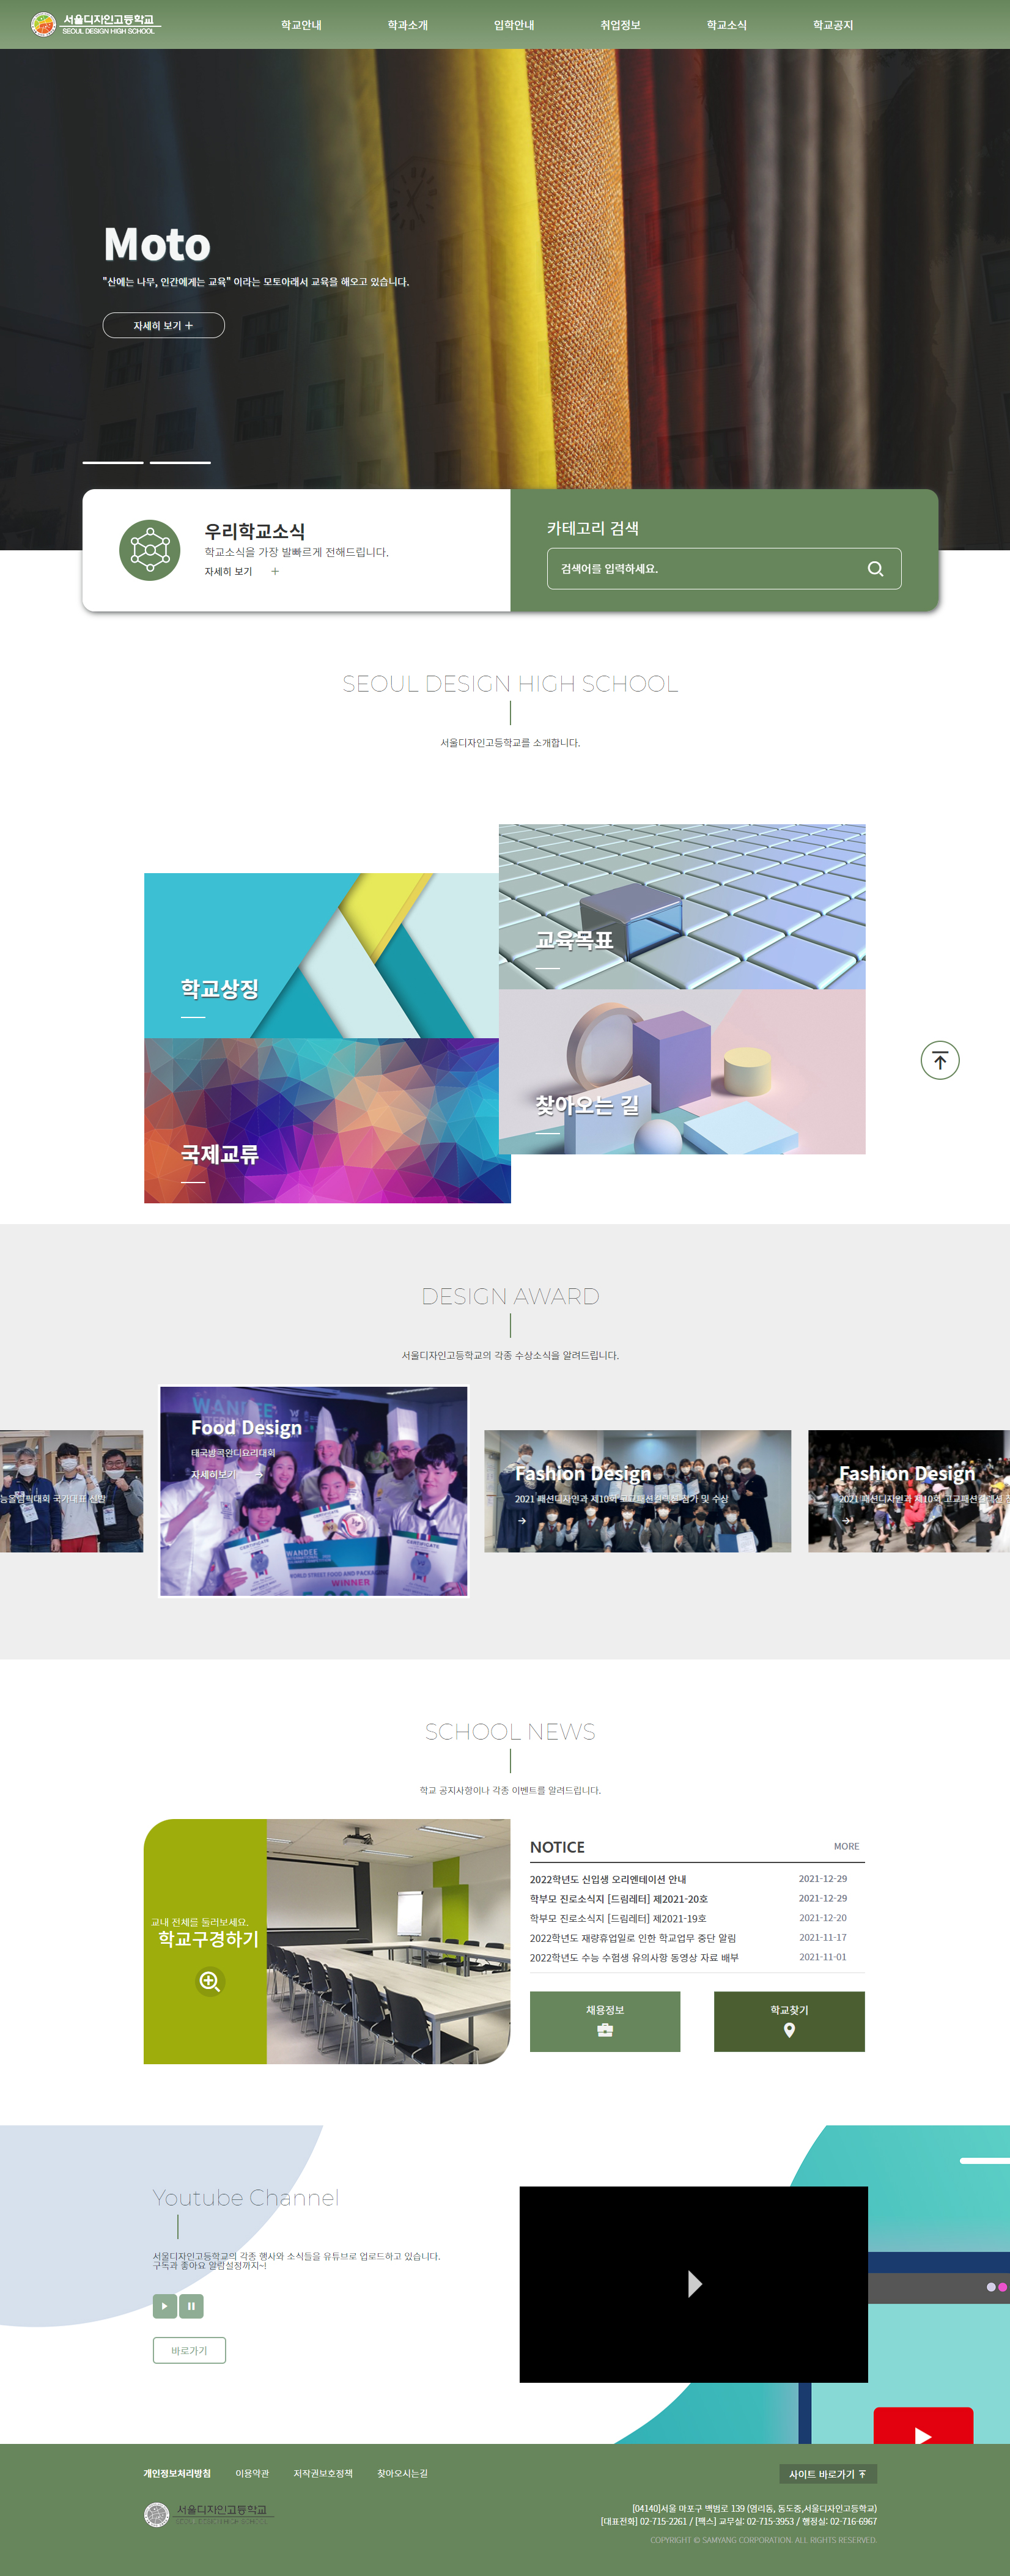 서울디자인고등학교
SEOUL DESIGN HIGH SCHOOL
학교안내
학과소개
입학안내
취업정보
학교소식
학교공지
Moto
"산에는 나무, 인간에게는 교육" 이라는 모토아래서 교육을 해오고 있습니다.
자세히 보기 +
우리학교소식
학교소식을 가장 발빠르게 전해드립니다.
자세히 보기 +
카테고리 검색
검색어를 입력하세요.
SEOUL DESIGN HIGH SCHOOL
서울디자인고등학교를 소개합니다.
교육목표
학교상징
찾아오는 길
국제교류
DESIGN AWARD
서울디자인고등학교의 각종 수상소식을 알려드립니다.
능올림픽대회 국가대표 선발
WANDEE
Food Design
태국방콕완디요리대회
자세히보기 →
CERTIFICATE
WANDEE
CERTIFICATE
WORLD STREET FOOD AND PACKAGING
WINNER
Fashion Design
2021 패션디자인과 제10회 고교패션컬렉션 참가 및 수상
→
Fashion Design
2021 패션디자인과 제10회 고교패션컬렉션
→
SCHOOL NEWS
학교 공지사항이나 각종 이벤트를 알려드립니다.
교내 전체를 둘러보세요.
학교구경하기
NOTICE
MORE
2022학년도 신입생 오리엔테이션 안내 2021-12-29
학부모 진로소식지 [드림레터] 제2021-20호 2021-12-29
학부모 진로소식지 [드림레터] 제2021-19호 2021-12-20
2022학년도 재량휴업일로 인한 학교업무 중단 알림 2021-11-17
2022학년도 수능 수험생 유의사항 동영상 자료 배부 2021-11-01
채용정보
학교찾기
Youtube Channel
서울디자인고등학교의 각종 행사와 소식들을 유튜브로 업로드하고 있습니다.
구독과 좋아요 알림설정까지~!
바로가기
개인정보처리방침
이용약관
저작권보호정책
찾아오시는길
사이트 바로가기
서울디자인고등학교
SEOUL DESIGN HIGH SCHOOL
[04140]서울 마포구 백범로 139 (염리동, 동도중,서울디자인고등학교)
[대표전화] 02-715-2261 / [팩스] 교무실: 02-715-3953 / 행정실: 02-716-6967
COPYRIGHT © SAMYANG CORPORATION. ALL RIGHTS RESERVED.